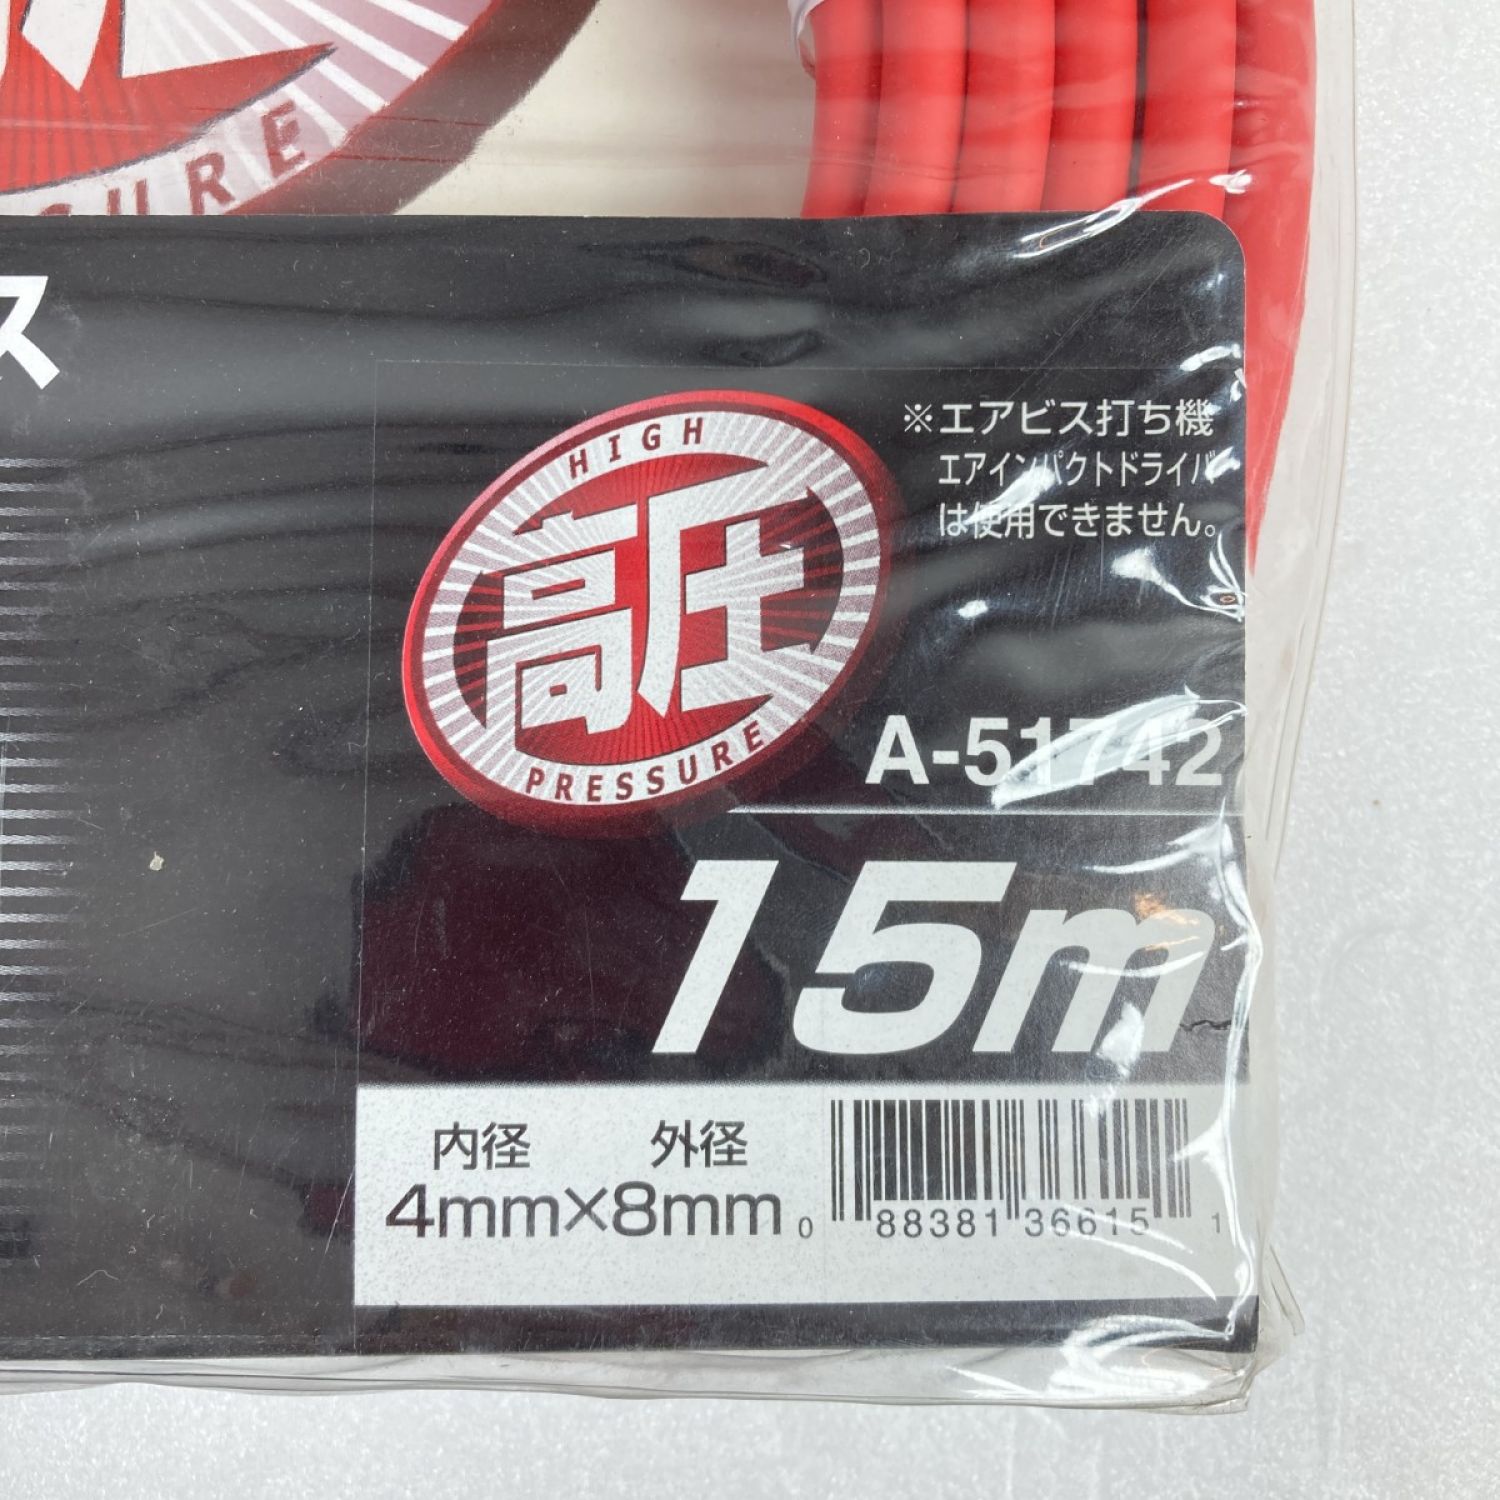 URE
ス
HIGH
高圧
PRESSURE
※エアビス打ち機
エアインパクトドライバ
は使用できません。
A-51742
15m
内径 外径
4mm×8mm
0 88381 36615 1